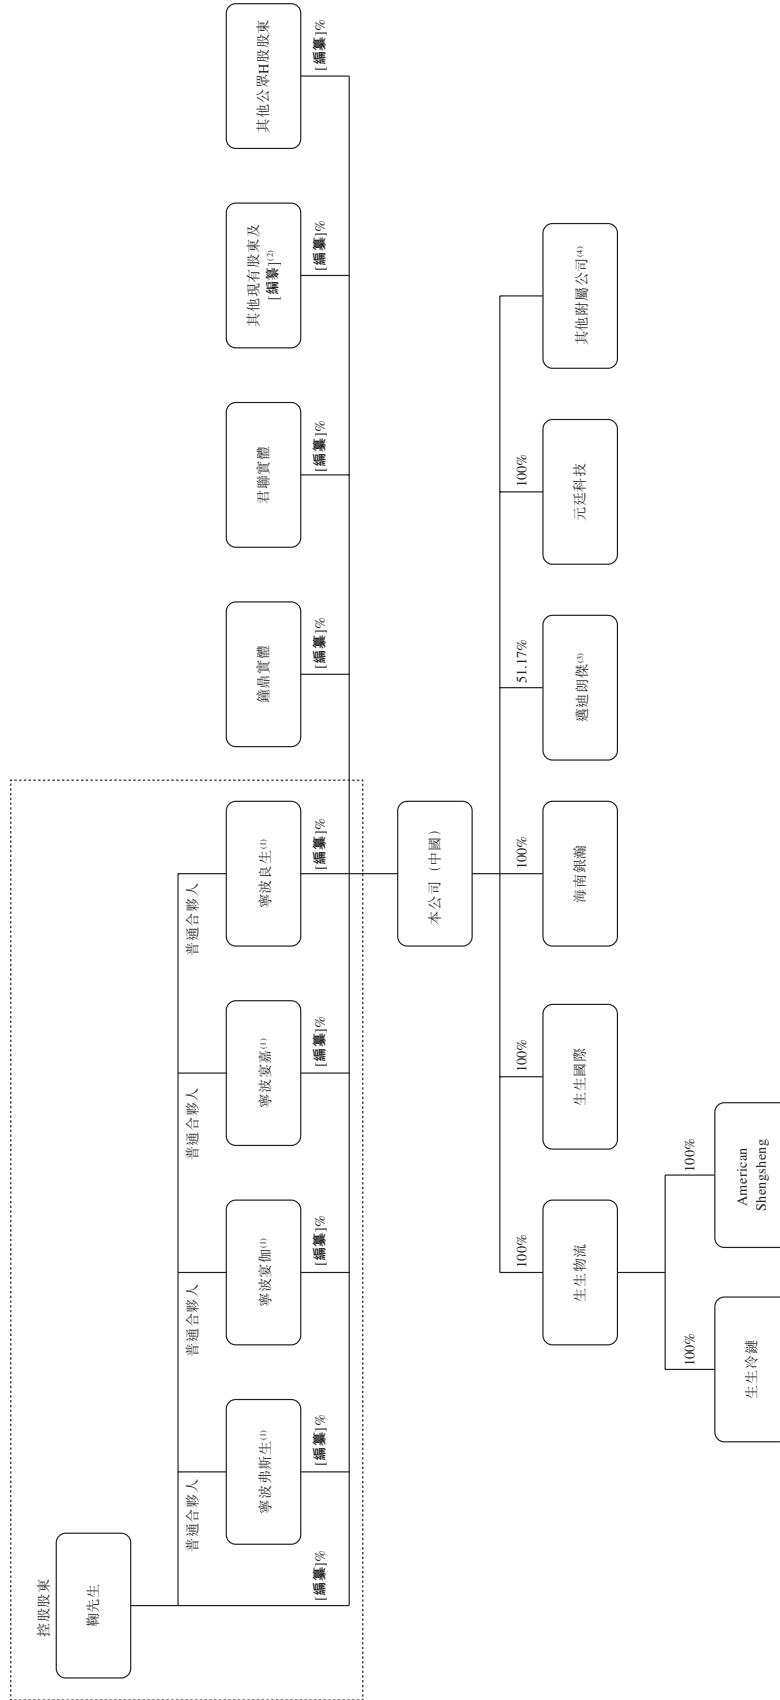 控股股東
鞠先生
普通合夥人
普通合夥人
普通合夥人
普通合夥人
寧波弗斯生(1)
寧波宴伽(1)
寧波宴嘉(1)
寧波良生(1)
鐘鼎實體
君聯實體
其他現有股東及
[編纂](2)
其他公眾H股股東
[編纂]%
[編纂]%
[編纂]%
[編纂]%
[編纂]%
[編纂]%
[編纂]%
[編纂]%
[編纂]%
本公司（中國）
100%
100%
100%
51.17%
100%
生生物流
生生國際
海南銀瀚
邁迪朗傑(3)
元廷科技
其他附屬公司(4)
100%
100%
生生冷鏈
American
Shengsheng